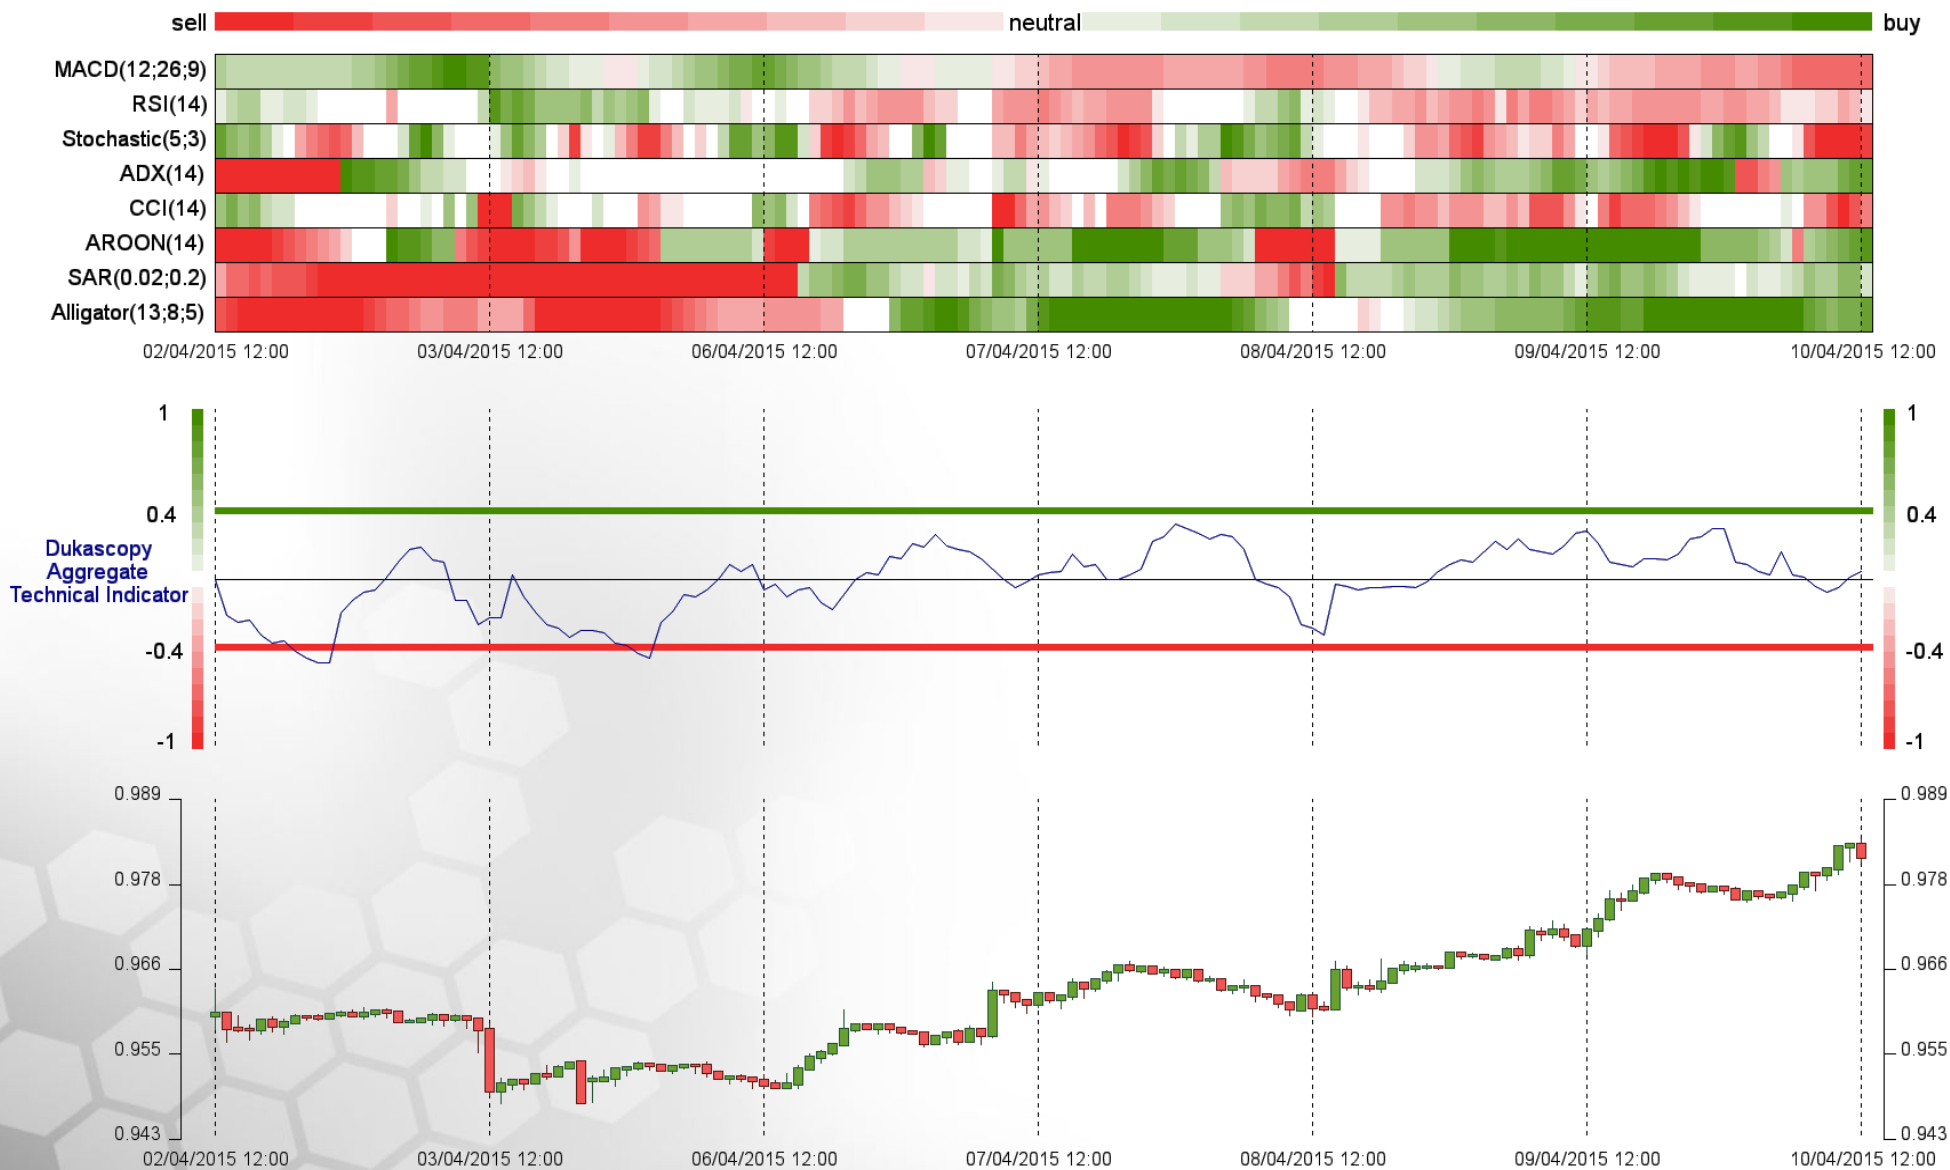 sell neutral buy
MACD(12;26;9)
RSI(14)
Stochastic(5;3)
ADX(14)
CCI(14)
AROON(14)
SAR(0.02;0.2)
Alligator(13;8;5)
02/04/2015 12:00 03/04/2015 12:00 06/04/2015 12:00 07/04/2015 12:00 08/04/2015 12:00 09/04/2015 12:00 10/04/2015 12:00
1 1
0.4 0.4
Dukascopy
Aggregate
Technical Indicator
-0.4 -0.4
-1 -1
0.989 0.989
0.978 0.978
0.966 0.966
0.955 0.955
0.943 0.943
02/04/2015 12:00 03/04/2015 12:00 06/04/2015 12:00 07/04/2015 12:00 08/04/2015 12:00 09/04/2015 12:00 10/04/2015 12:00